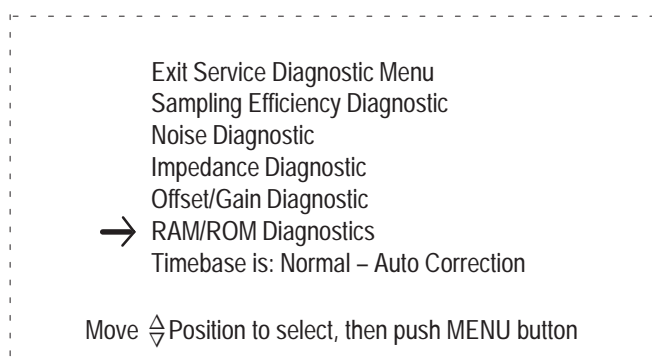 Exit Service Diagnostic Menu
Sampling Efficiency Diagnostic
Noise Diagnostic
Impedance Diagnostic
Offset/Gain Diagnostic
→ RAM/ROM Diagnostics
Timebase is: Normal – Auto Correction
Move △▽ Position to select, then push MENU button